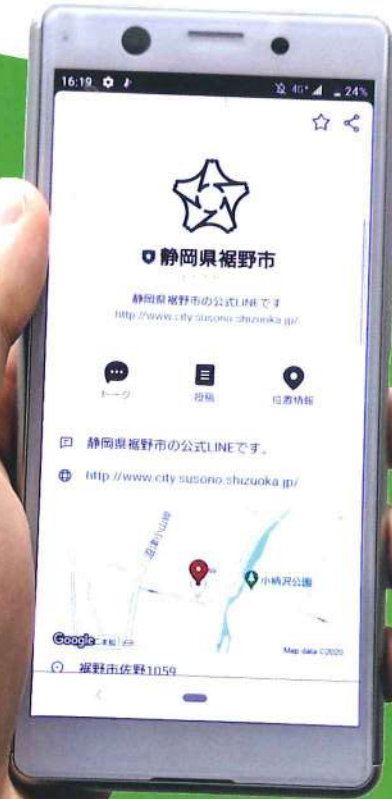 16:19
4G+ 24%
静岡県裾野市
静岡県裾野市の公式LINEです
http://www.city.susono.shizuoka.jp/
トーク 投稿 位置情報
静岡県裾野市の公式LINEです。
http://www.city.susono.shizuoka.jp/
小柄沢公園
Google
Map data ©2020
裾野市佐野1059